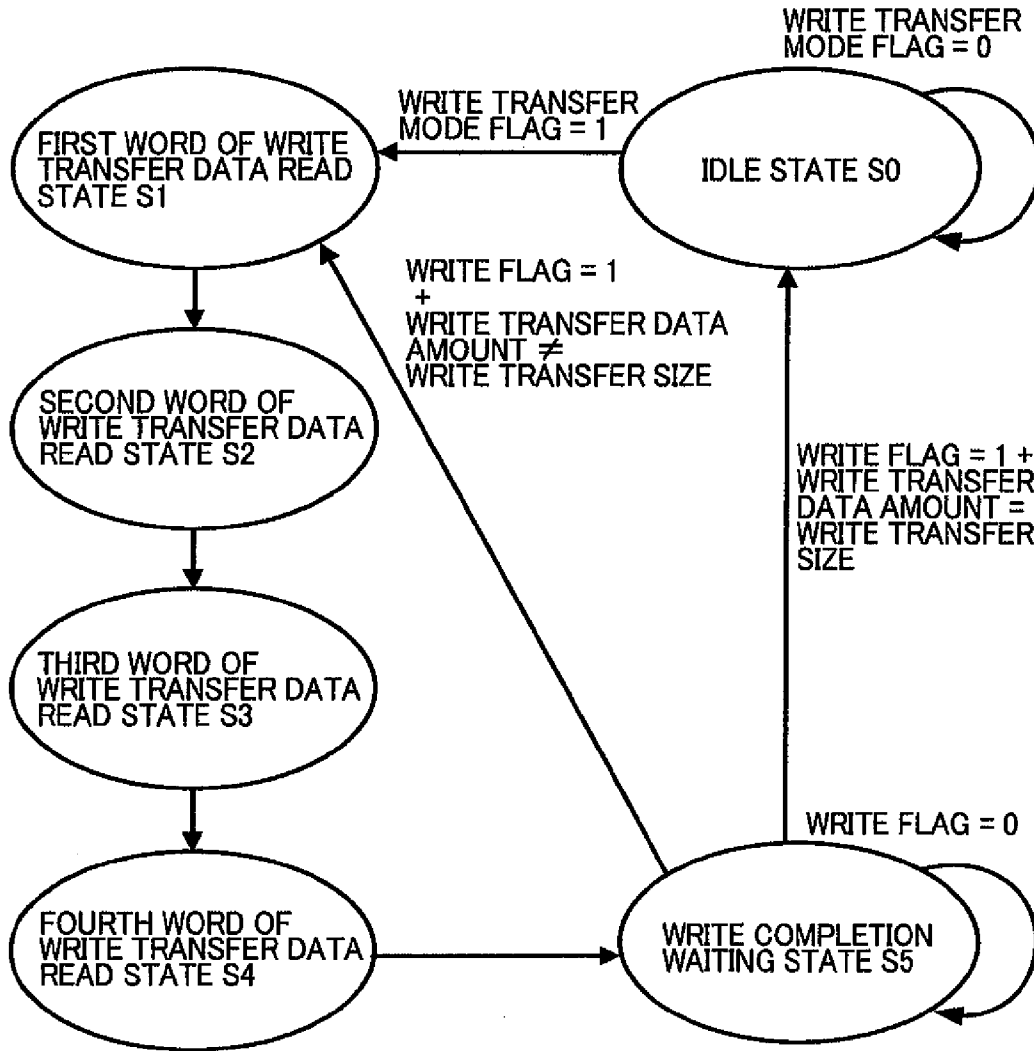 WRITE TRANSFER
MODE FLAG = 0
WRITE TRANSFER
MODE FLAG = 1
FIRST WORD OF WRITE
TRANSFER DATA READ
STATE S1
IDLE STATE S0
WRITE FLAG = 1
+
WRITE TRANSFER DATA
AMOUNT ≠
WRITE TRANSFER SIZE
SECOND WORD OF
WRITE TRANSFER DATA
READ STATE S2
WRITE FLAG = 1 +
WRITE TRANSFER
DATA AMOUNT =
WRITE TRANSFER
SIZE
THIRD WORD OF
WRITE TRANSFER DATA
READ STATE S3
WRITE FLAG = 0
FOURTH WORD OF
WRITE TRANSFER DATA
READ STATE S4
WRITE COMPLETION
WAITING STATE S5